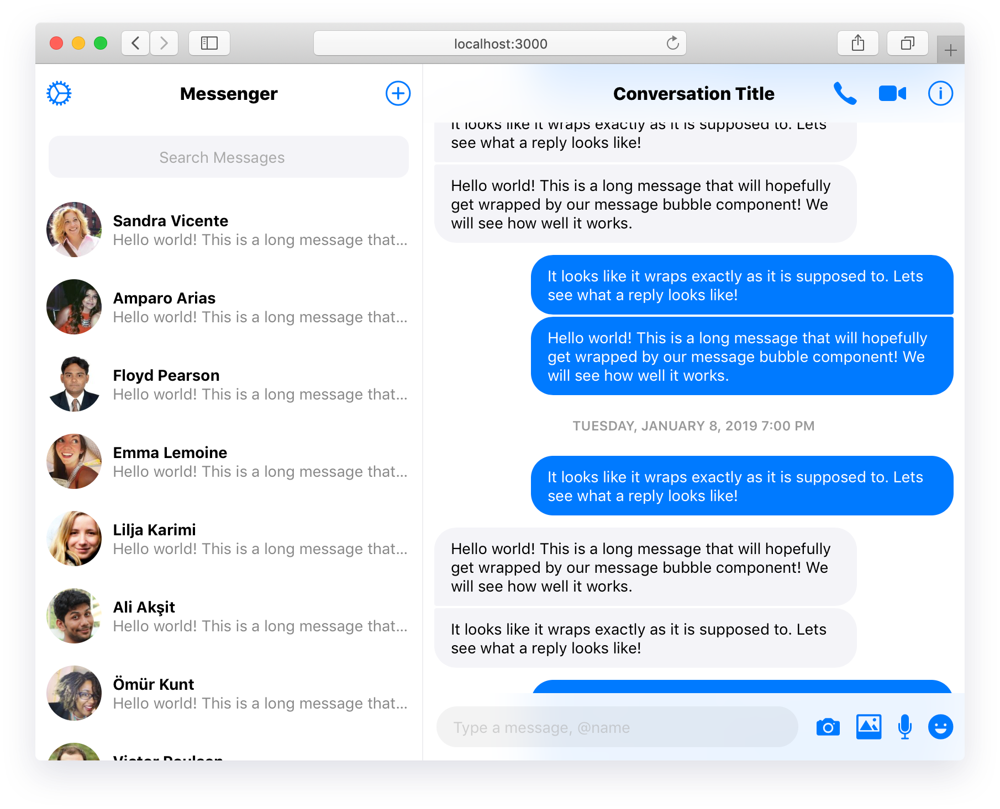 localhost:3000
Messenger
Search Messages
Sandra Vicente
Hello world! This is a long message that...
Amparo Arias
Hello world! This is a long message that...
Floyd Pearson
Hello world! This is a long message that...
Emma Lemoine
Hello world! This is a long message that...
Lilja Karimi
Hello world! This is a long message that...
Ali Akşit
Hello world! This is a long message that...
Ömür Kunt
Hello world! This is a long message that...
Victor Poulsen
Conversation Title
It looks like it wraps exactly as it is supposed to. Lets
see what a reply looks like!
Hello world! This is a long message that will hopefully
get wrapped by our message bubble component! We
will see how well it works.
It looks like it wraps exactly as it is supposed to. Lets
see what a reply looks like!
Hello world! This is a long message that will hopefully
get wrapped by our message bubble component! We
will see how well it works.
TUESDAY, JANUARY 8, 2019 7:00 PM
It looks like it wraps exactly as it is supposed to. Lets
see what a reply looks like!
Hello world! This is a long message that will hopefully
get wrapped by our message bubble component! We
will see how well it works.
It looks like it wraps exactly as it is supposed to. Lets
see what a reply looks like!
Type a message, @name